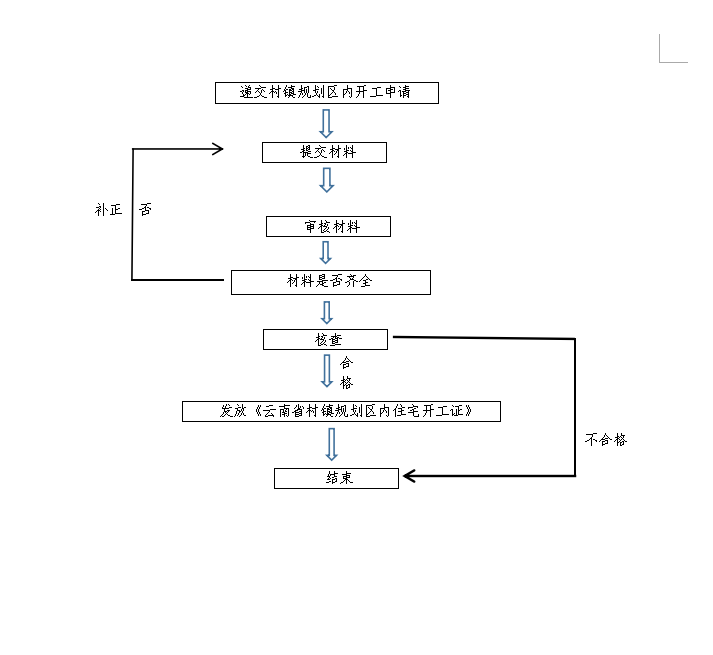 递交村镇规划区内开工申请
提交材料
补正
否
审核材料
材料是否齐全
核查
合
格
发放《云南省村镇规划区内住宅开工证》
不合格
结束